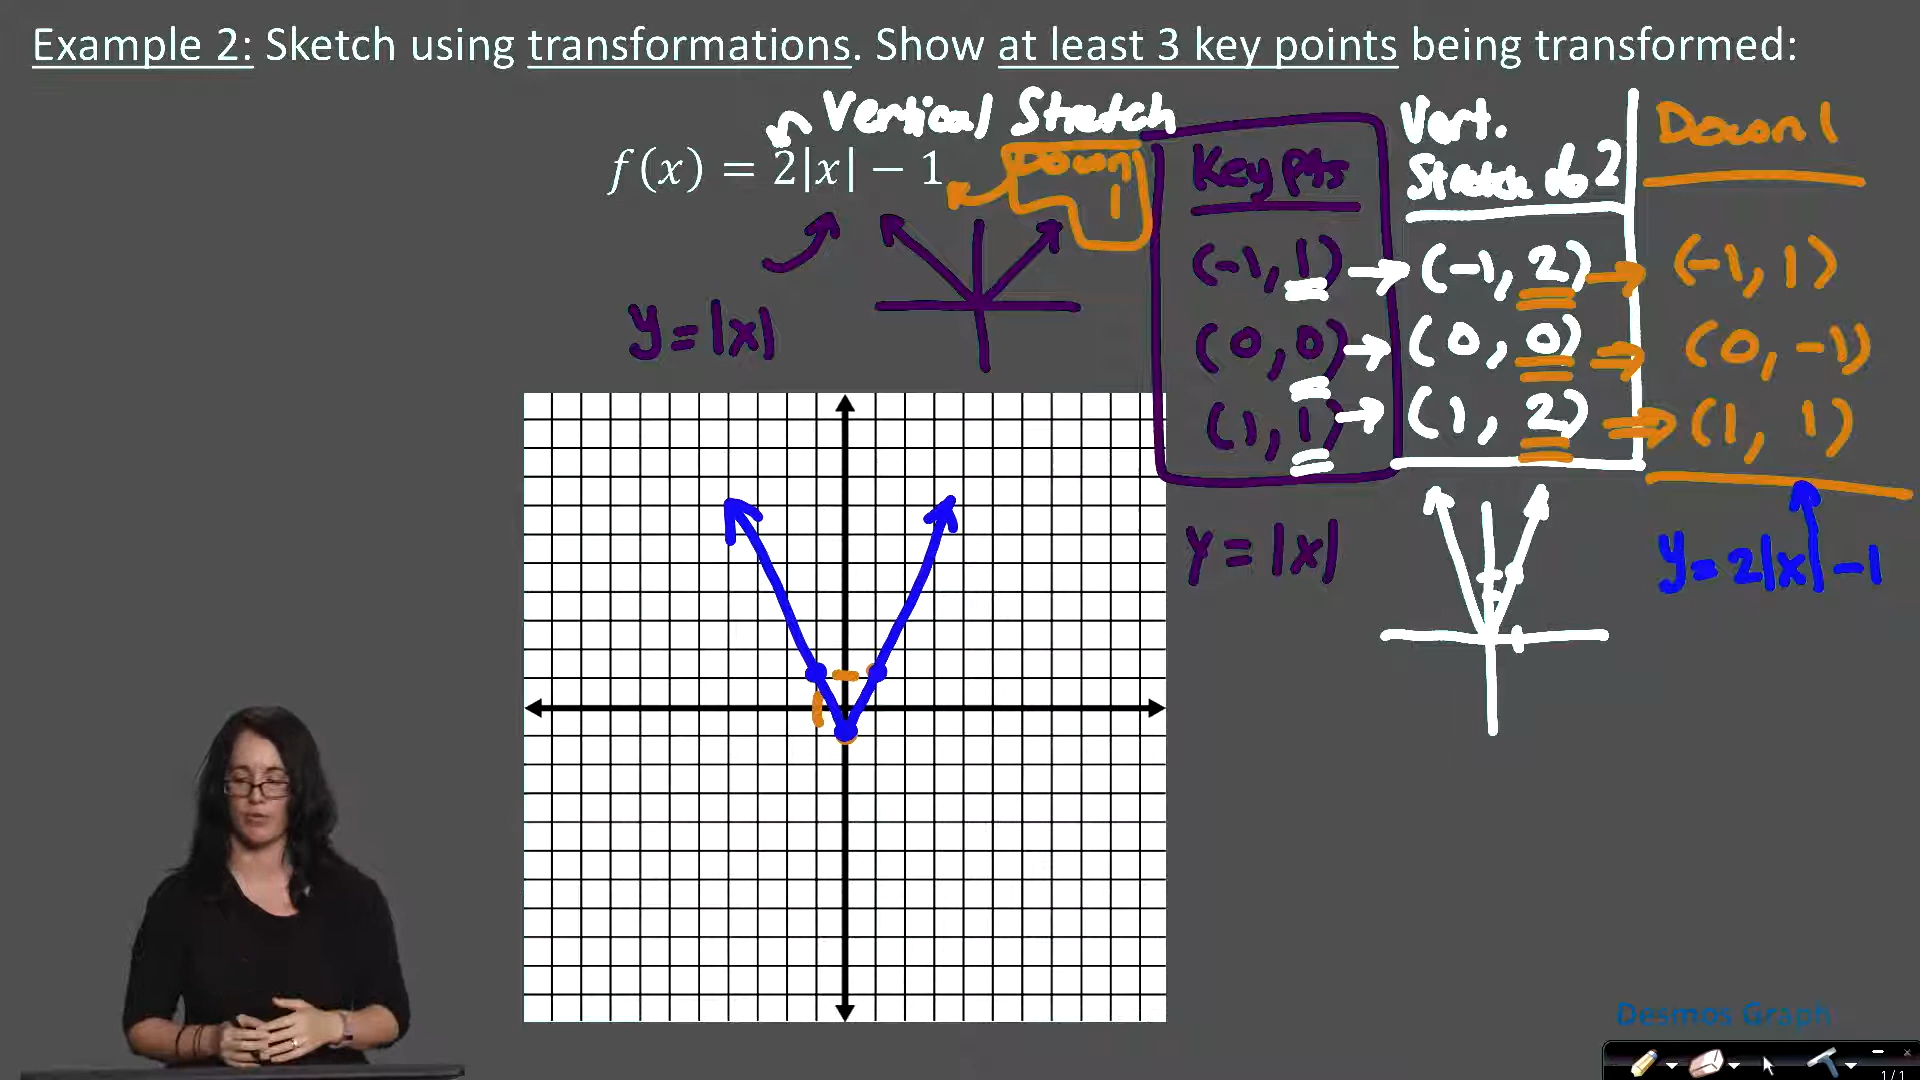 Example 2: Sketch using transformations. Show at least 3 key points being transformed:
Vertical Stretch
f(x) = 2|x| − 1
Down 1
y = |x|
Key pts
(-1, 1)
(0, 0)
(1, 1)
y = |x|
Vert.
Stretch 2
(-1, 2)
(0, 0)
(1, 2)
Down 1
(-1, 1)
(0, -1)
(1, 1)
y = 2|x| - 1
Desmos Graph
1/1